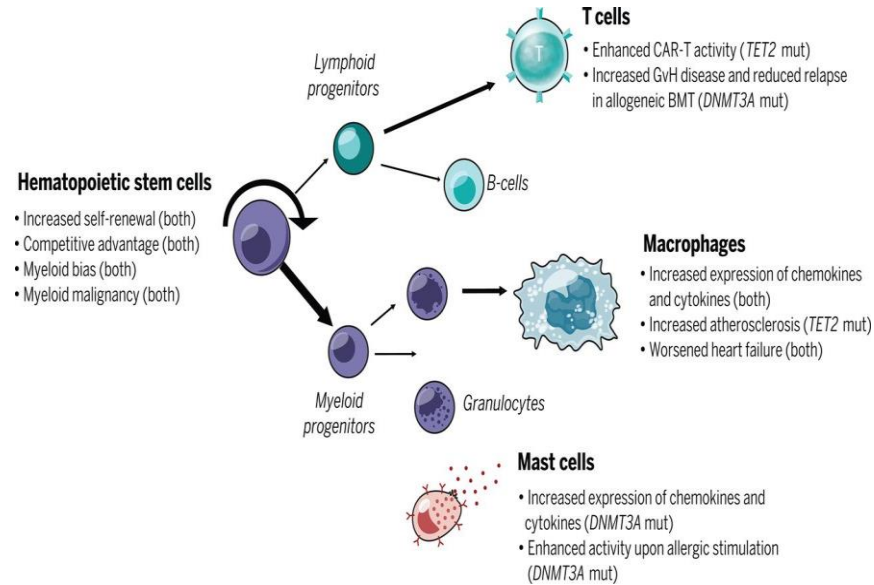 T cells
• Enhanced CAR-T activity (TET2 mut)
• Increased GvH disease and reduced relapse
in allogeneic BMT (DNMT3A mut)
Lymphoid
progenitors
T
B-cells
Hematopoietic stem cells
• Increased self-renewal (both)
• Competitive advantage (both)
• Myeloid bias (both)
• Myeloid malignancy (both)
Macrophages
• Increased expression of chemokines
and cytokines (both)
• Increased atherosclerosis (TET2 mut)
• Worsened heart failure (both)
Myeloid
progenitors
Granulocytes
Mast cells
• Increased expression of chemokines and
cytokines (DNMT3A mut)
• Enhanced activity upon allergic stimulation
(DNMT3A mut)